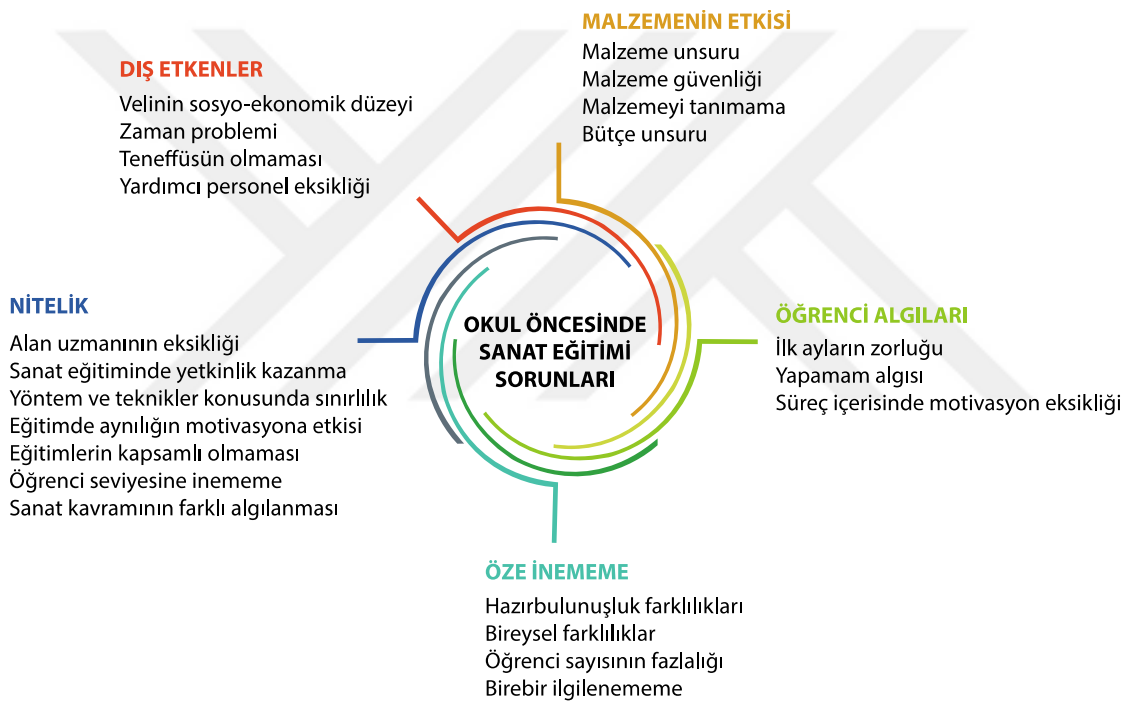 MALZEMENİN ETKİSİ
Malzeme unsuru
Malzeme güvenliği
Malzemeyi tanımama
Bütçe unsuru
DIŞ ETKENLER
Velinin sosyo-ekonomik düzeyi
Zaman problemi
Teneffüsün olmaması
Yardımcı personel eksikliği
NİTELİK
Alan uzmanının eksikliği
Sanat eğitiminde yetkinlik kazanma
Yöntem ve teknikler konusunda sınırlılık
Eğitimde aynılığın motivasyona etkisi
Eğitimlerin kapsamlı olmaması
Öğrenci seviyesine inememe
Sanat kavramının farklı algılanması
OKUL ÖNCESİNDE
SANAT EĞİTİMİ
SORUNLARI
ÖĞRENCİ ALGILARI
İlk ayların zorluğu
Yapamam algısı
Süreç içerisinde motivasyon eksikliği
ÖZE İNEMEME
Hazırbulunuşluk farklılıkları
Bireysel farklılıklar
Öğrenci sayısının fazlalığı
Birebir ilgilenememe